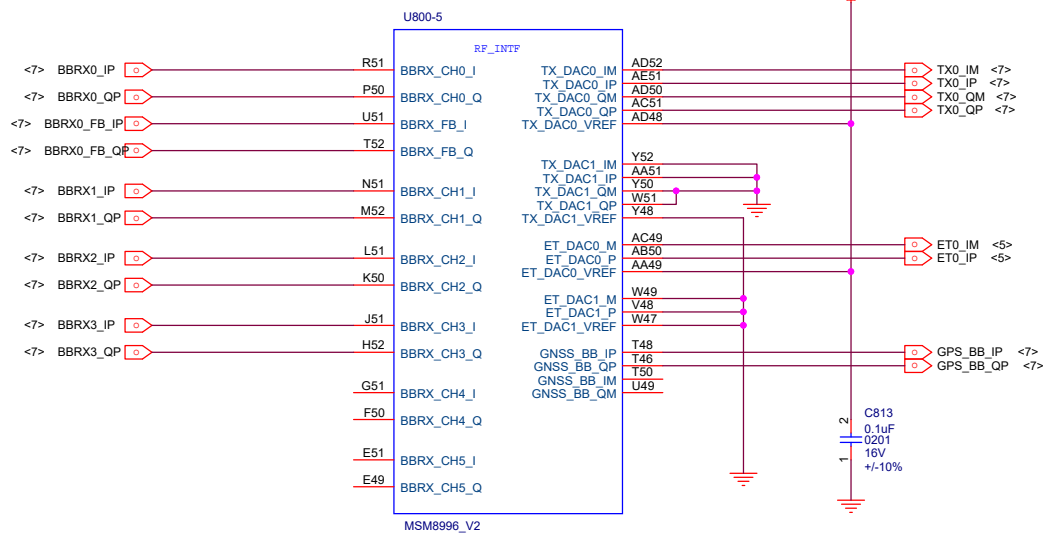 U800-5
RF_INTF
<7> BBRX0_IP R51 BBRX_CH0_I
<7> BBRX0_QP P50 BBRX_CH0_Q
<7> BBRX0_FB_IP U51 BBRX_FB_I
<7> BBRX0_FB_QP T52 BBRX_FB_Q
<7> BBRX1_IP N51 BBRX_CH1_I
<7> BBRX1_QP M52 BBRX_CH1_Q
<7> BBRX2_IP L51 BBRX_CH2_I
<7> BBRX2_QP K50 BBRX_CH2_Q
<7> BBRX3_IP J51 BBRX_CH3_I
<7> BBRX3_QP H52 BBRX_CH3_Q
G51 BBRX_CH4_I
F50 BBRX_CH4_Q
E51 BBRX_CH5_I
E49 BBRX_CH5_Q
TX_DAC0_IM AD52 TX0_IM <7>
TX_DAC0_IP AE51 TX0_IP <7>
TX_DAC0_QM AD50 TX0_QM <7>
TX_DAC0_QP AC51 TX0_QP <7>
TX_DAC0_VREF AD48
TX_DAC1_IM Y52
TX_DAC1_IP AA51
TX_DAC1_QM Y50
TX_DAC1_QP W51
TX_DAC1_VREF Y48
ET_DAC0_M AC49 ET0_IM <5>
ET_DAC0_P AB50 ET0_IP <5>
ET_DAC0_VREF AA49
ET_DAC1_M W49
ET_DAC1_P V48
ET_DAC1_VREF W47
GNSS_BB_IP T48 GPS_BB_IP <7>
GNSS_BB_QP T46 GPS_BB_QP <7>
GNSS_BB_IM T50
GNSS_BB_QM U49
2
1
C813
0.1uF
0201
16V
+/-10%
MSM8996_V2